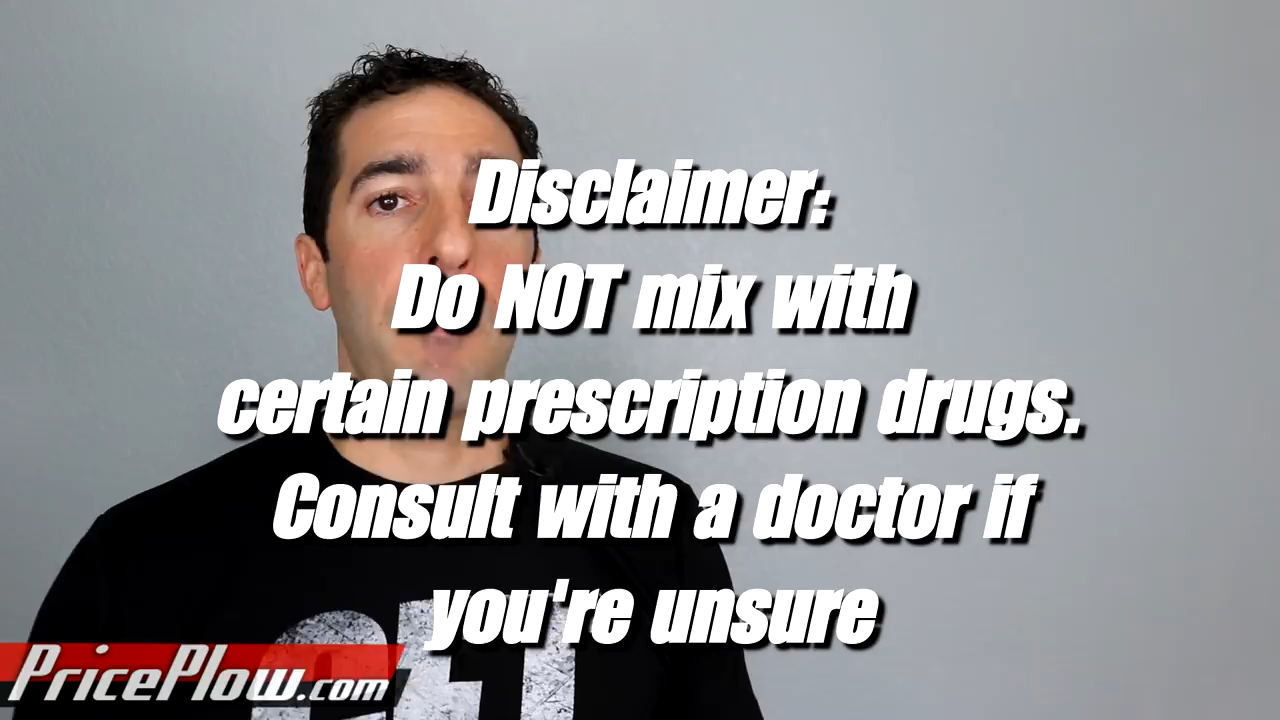 Disclaimer:
Do NOT mix with
certain prescription drugs.
Consult with a doctor if
you're unsure
PricePlow.com